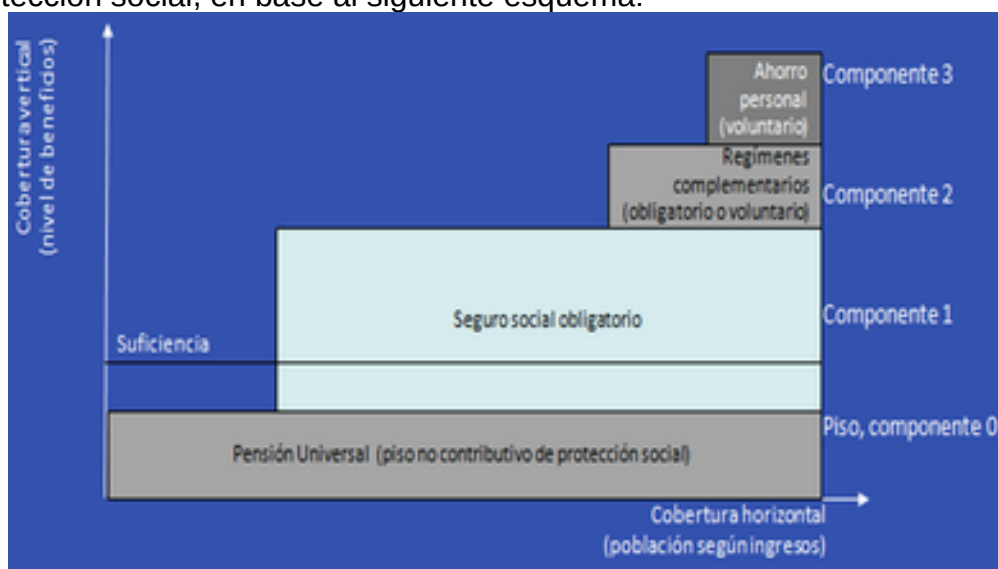 tección social, en base al siguiente esquema:
Cobertura vertical
(nivel de benefidos)
Ahorro
personal
(voluntario)
Componente 3
Regímenes
complementarios
(obligatorio o voluntario)
Componente 2
Seguro social obligatorio
Componente 1
Suficiencia
Piso, componente 0
Pensión Universal (piso no contributivo de protección social)
Cobertura horizontal
(población según ingresos)